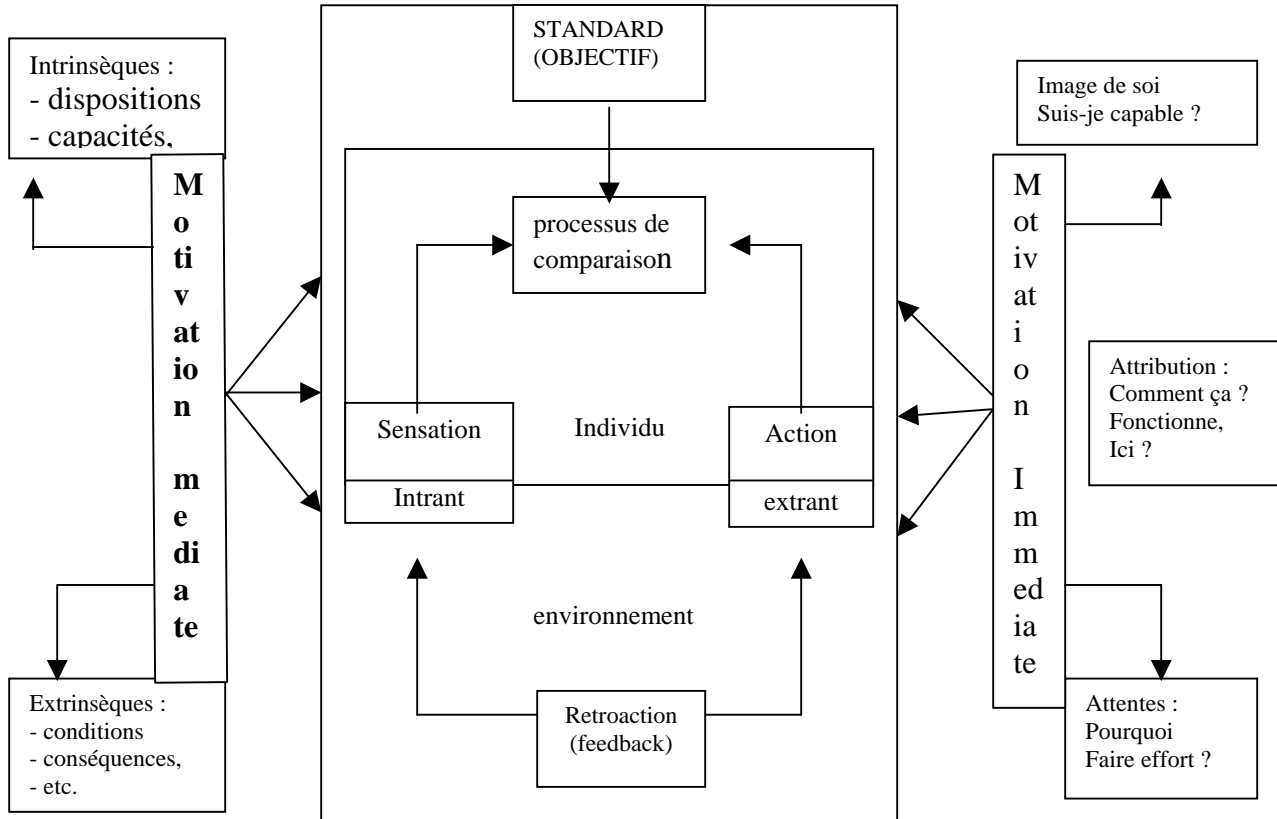 STANDARD
(OBJECTIF)
Intrinsèques :
- dispositions
- capacités,
Image de soi
Suis-je capable ?
M
o
ti
v
at
io
n
m
e
di
a
te
processus de
comparaison
M
ot
iv
at
i
o
n
I
m
m
ed
ia
te
Attribution :
Comment ça ?
Fonctionne,
Ici ?
Sensation
Individu
Action
Intrant
extrant
environnement
Retroaction
(feedback)
Extrinsèques :
- conditions
- conséquences,
- etc.
Attentes :
Pourquoi
Faire effort ?